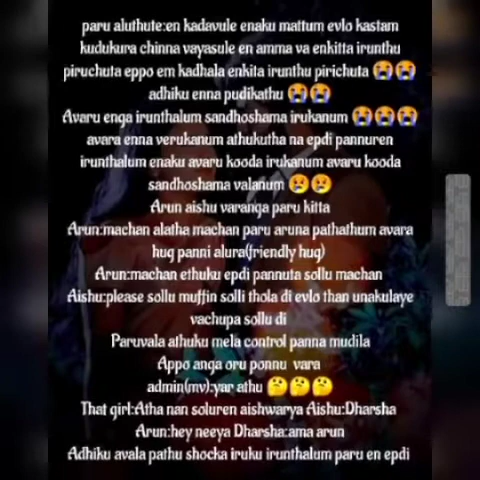 paru aluthute:en kadavule enaku mattum evlo kastam
kudukura chinna vayasule en amma va enkitta irunthu
piruchuta eppo em kadhala enkita irunthu pirichuta 😭😭
adhiku enna pudikathu 😭😭
Avaru enga irunthalum sandhoshama irukanum 😭😭😭
avara enna verukanum athukutha na epdi pannuren
irunthalum enaku avaru kooda irukanum avaru kooda
sandhoshama valanum 😢😢
Arun aishu varanga paru kitta
Arun:machan alatha machan paru aruna pathathum avara
hug panni alura(friendly hug)
Arun:machan ethuku epdi pannuta sollu machan
Aishu:please sollu muffin solli thola di evlo than unakulaye
vachupa sollu di
Paruvala athuku mela control panna mudila
Appo anga oru ponnu vara
admin(mv):yar athu 🤔🤔🤔
That girl:Atha nan soluren aishwarya Aishu:Dharsha
Arun:hey neeya Dharsha:ama arun
Adhiku avala pathu shocka iruku irunthalum paru en epdi